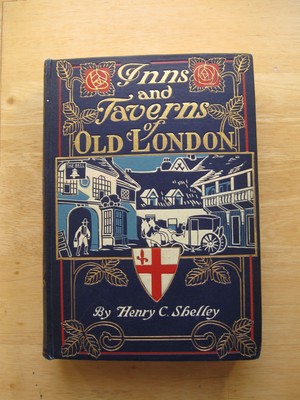 Inns
and
Taverns
of
OLD LONDON
By Henry C. Shelley